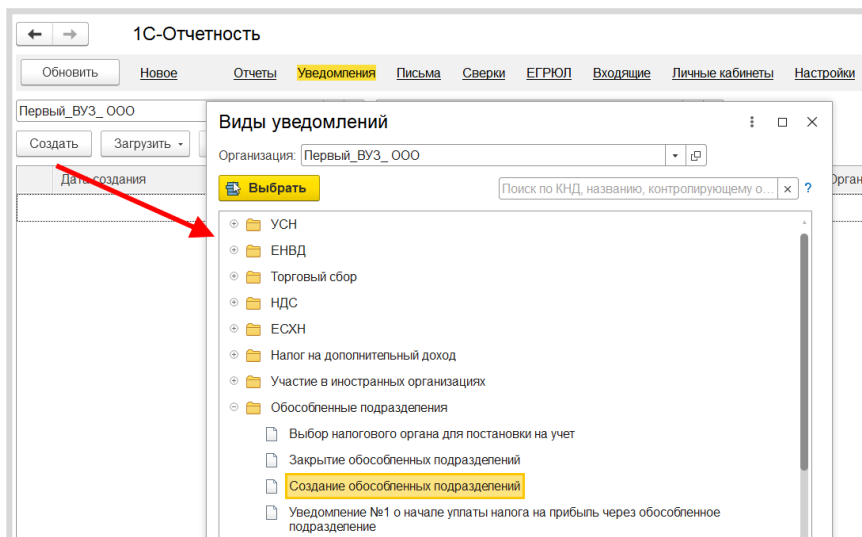 1С-Отчетность
Обновить Новое Отчеты Уведомления Письма Сверки ЕГРЮЛ Входящие Личные кабинеты Настройки
Первый_ВУЗ_ ООО
Создать Загрузить
Дата создания
Виды уведомлений
Организация: Первый_ВУЗ_ ООО
Выбрать Поиск по КНД, названию, контролирующему о... ?
УСН
ЕНВД
Торговый сбор
НДС
ЕСХН
Налог на дополнительный доход
Участие в иностранных организациях
Обособленные подразделения
Выбор налогового органа для постановки на учет
Закрытие обособленных подразделений
Создание обособленных подразделений
Уведомление №1 о начале уплаты налога на прибыль через обособленное
подразделение